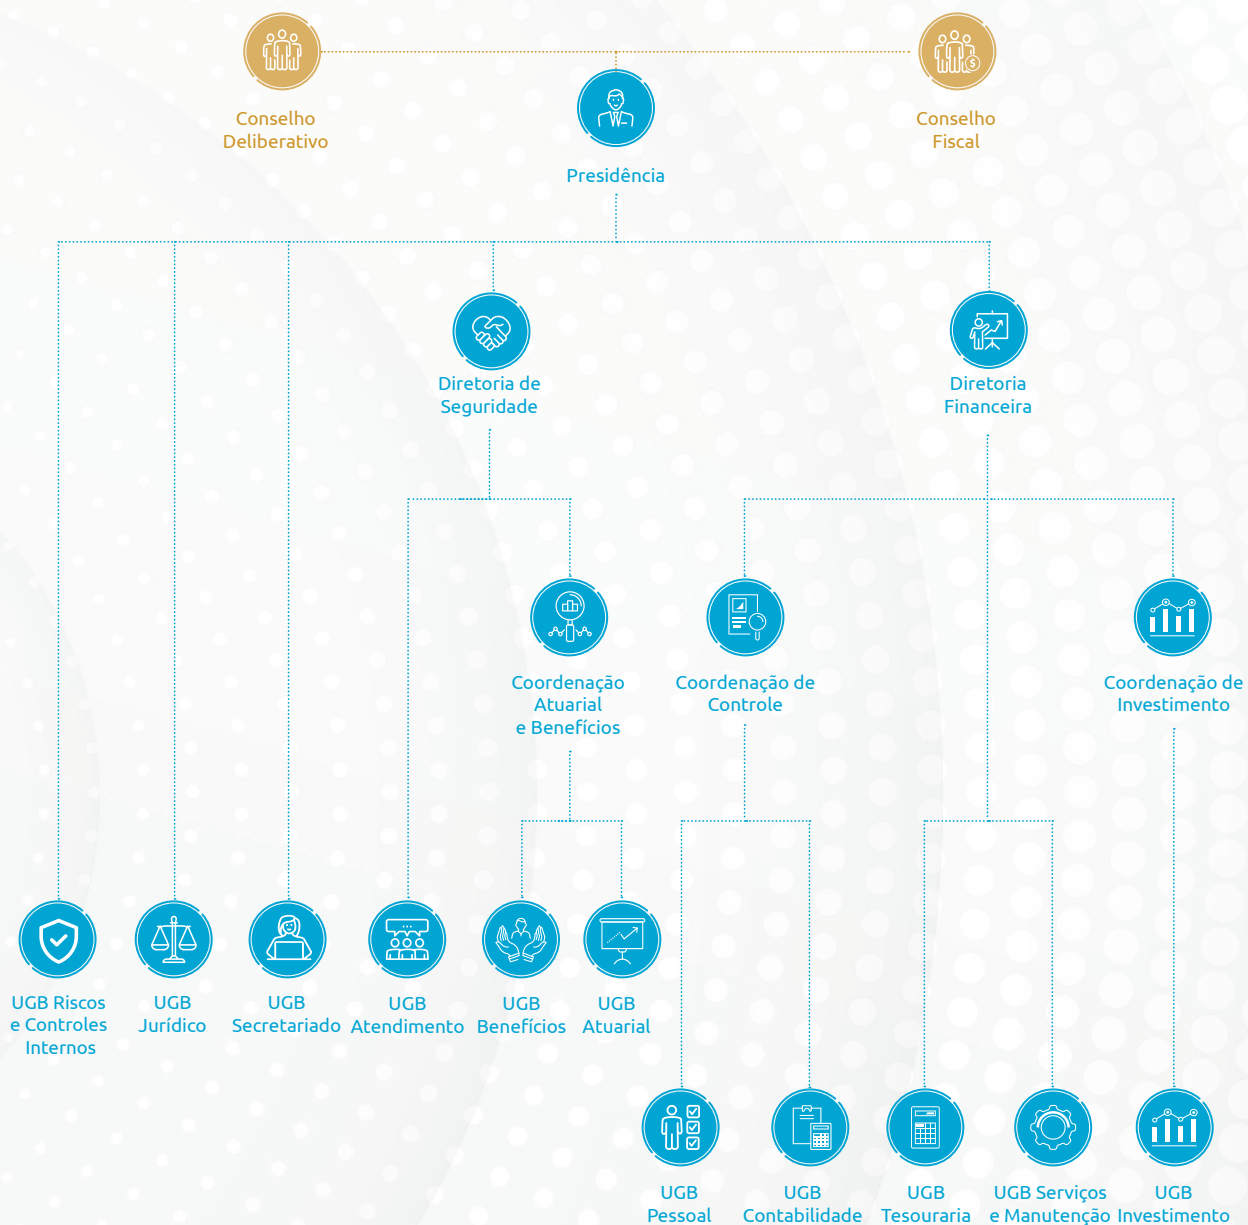 Conselho
Deliberativo
Conselho
Fiscal
Presidência
Diretoria de
Seguridade
Diretoria
Financeira
Coordenação
Atuarial
e Benefícios
Coordenação de
Controle
Coordenação de
Investimento
UGB Riscos
e Controles
Internos
UGB
Jurídico
UGB
Secretariado
UGB
Atendimento
UGB
Benefícios
UGB
Atuarial
UGB
Pessoal
UGB
Contabilidade
UGB
Tesouraria
UGB Serviços
e Manutenção
UGB
Investimento